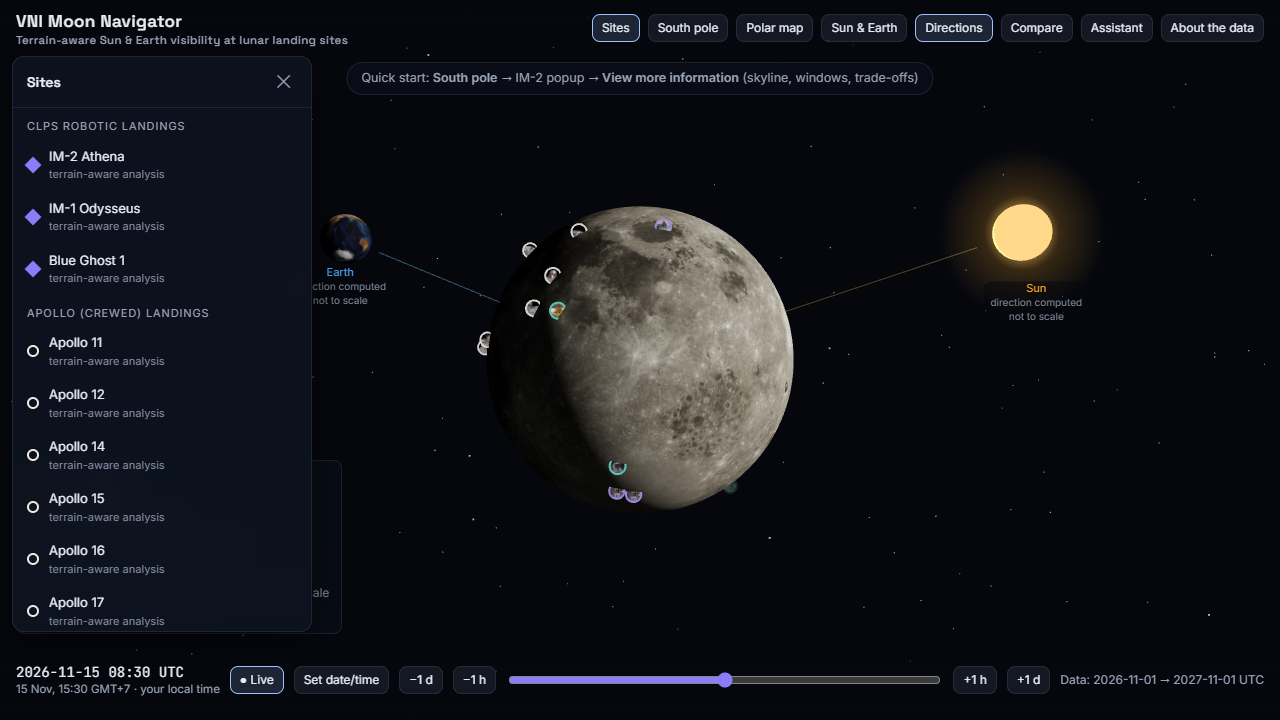 VNI Moon Navigator
Terrain-aware Sun & Earth visibility at lunar landing sites
Sites
South pole
Polar map
Sun & Earth
Directions
Compare
Assistant
About the data
Quick start: South pole → IM-2 popup → View more information (skyline, windows, trade-offs)
Sites
CLPS ROBOTIC LANDINGS
IM-2 Athena
terrain-aware analysis
IM-1 Odysseus
terrain-aware analysis
Blue Ghost 1
terrain-aware analysis
APOLLO (CREWED) LANDINGS
Apollo 11
terrain-aware analysis
Apollo 12
terrain-aware analysis
Apollo 14
terrain-aware analysis
Apollo 15
terrain-aware analysis
Apollo 16
terrain-aware analysis
Apollo 17
terrain-aware analysis
Earth
ction computed
not to scale
Sun
direction computed
not to scale
ale
2026-11-15 08:30 UTC
15 Nov, 15:30 GMT+7 · your local time
● Live
Set date/time
−1 d
−1 h
+1 h
+1 d
Data: 2026-11-01 → 2027-11-01 UTC